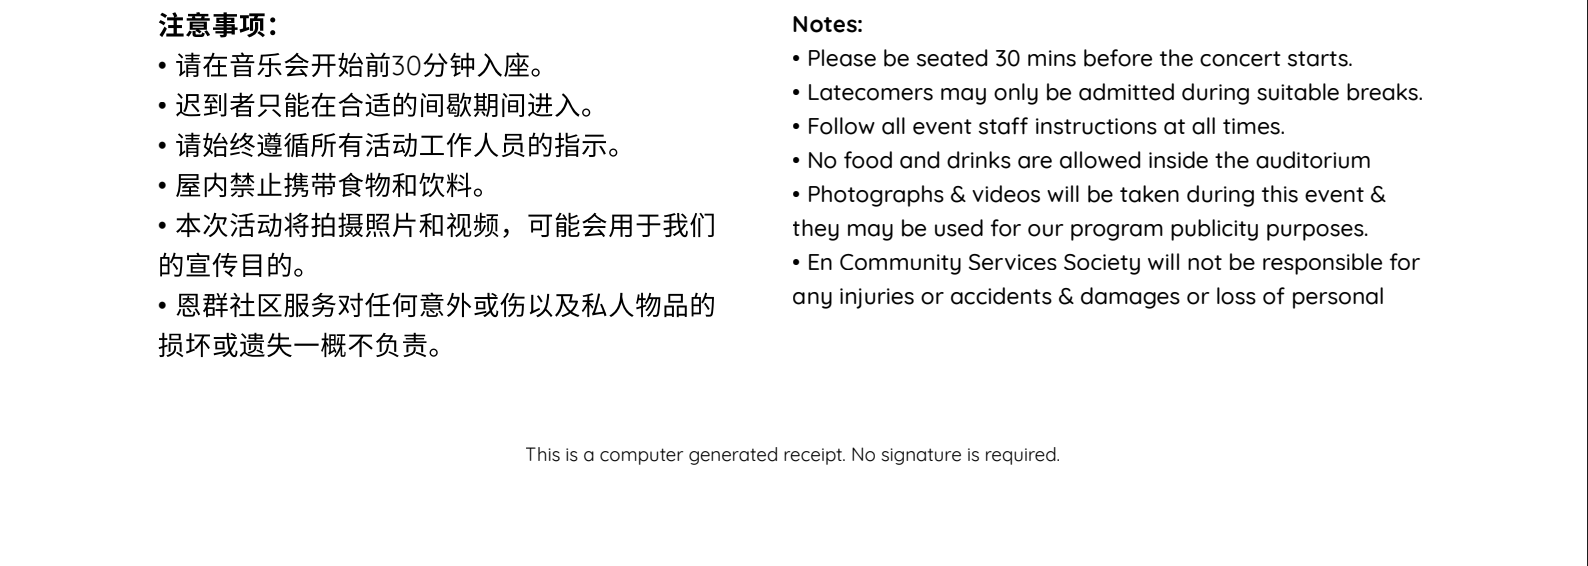 注意事项：
• 请在音乐会开始前30分钟入座。
• 迟到者只能在合适的间歇期间进入。
• 请始终遵循所有活动工作人员的指示。
• 屋内禁止携带食物和饮料。
• 本次活动将拍摄照片和视频，可能会用于我们
的宣传目的。
• 恩群社区服务对任何意外或伤以及私人物品的
损坏或遗失一概不负责。
Notes:
• Please be seated 30 mins before the concert starts.
• Latecomers may only be admitted during suitable breaks.
• Follow all event staff instructions at all times.
• No food and drinks are allowed inside the auditorium
• Photographs & videos will be taken during this event &
they may be used for our program publicity purposes.
• En Community Services Society will not be responsible for
any injuries or accidents & damages or loss of personal
This is a computer generated receipt. No signature is required.